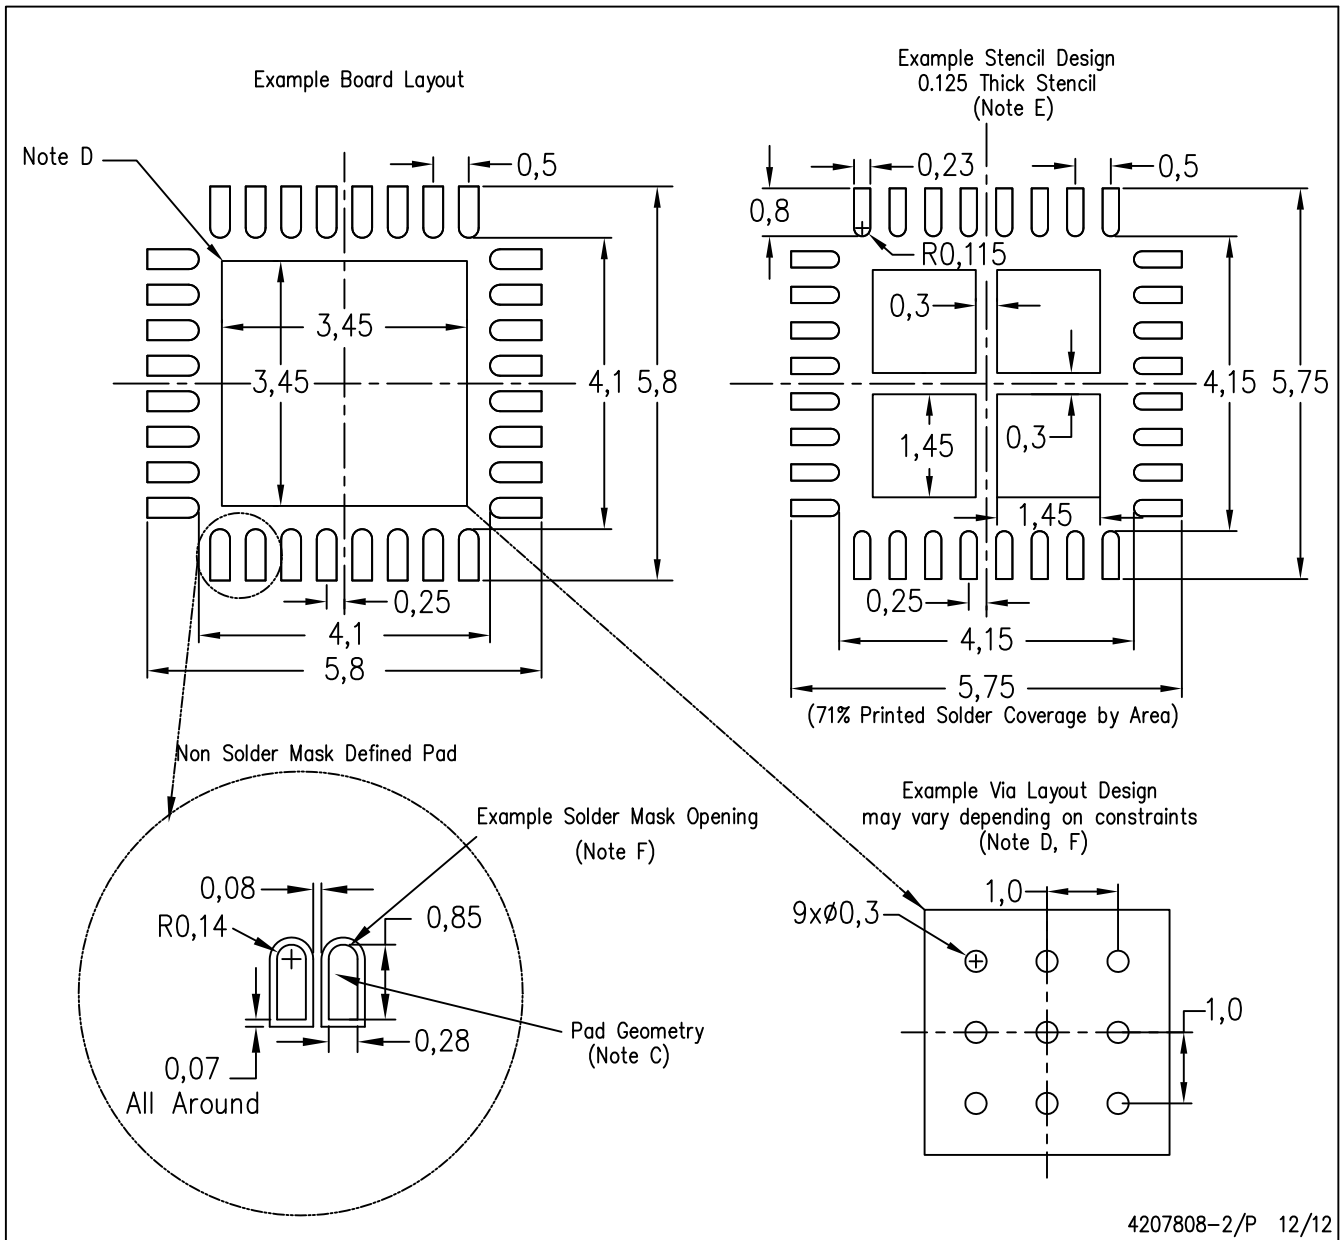 Example Board Layout
Note D
0,5
3,45
3,45
4,1
5,8
0,25
4,1
5,8
Example Stencil Design
0.125 Thick Stencil
(Note E)
0,23
0,5
0,8
R0,115
0,3
4,15
5,75
1,45
0,3
1,45
0,25
4,15
5,75
(71% Printed Solder Coverage by Area)
Non Solder Mask Defined Pad
Example Solder Mask Opening
(Note F)
0,08
R0,14
0,85
Pad Geometry
(Note C)
0,28
0,07
All Around
Example Via Layout Design
may vary depending on constraints
(Note D, F)
1,0
9xø0,3
1,0
4207808-2/P 12/12